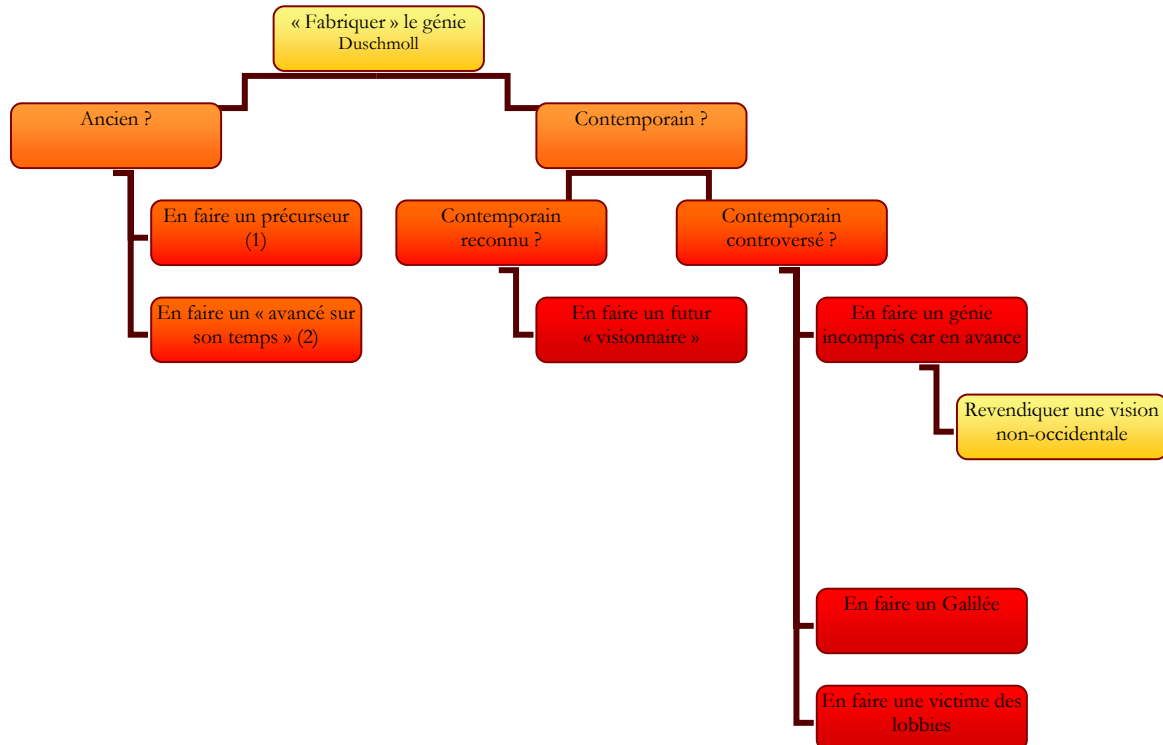 « Fabriquer » le génie
Duschmoll
Ancien ?
Contemporain ?
En faire un précurseur
(1)
Contemporain
reconnu ?
Contemporain
controversé ?
En faire un « avancé sur
son temps » (2)
En faire un futur
« visionnaire »
En faire un génie
incompris car en avance
Revendiquer une vision
non-occidentale
En faire un Galilée
En faire une victime des
lobbies